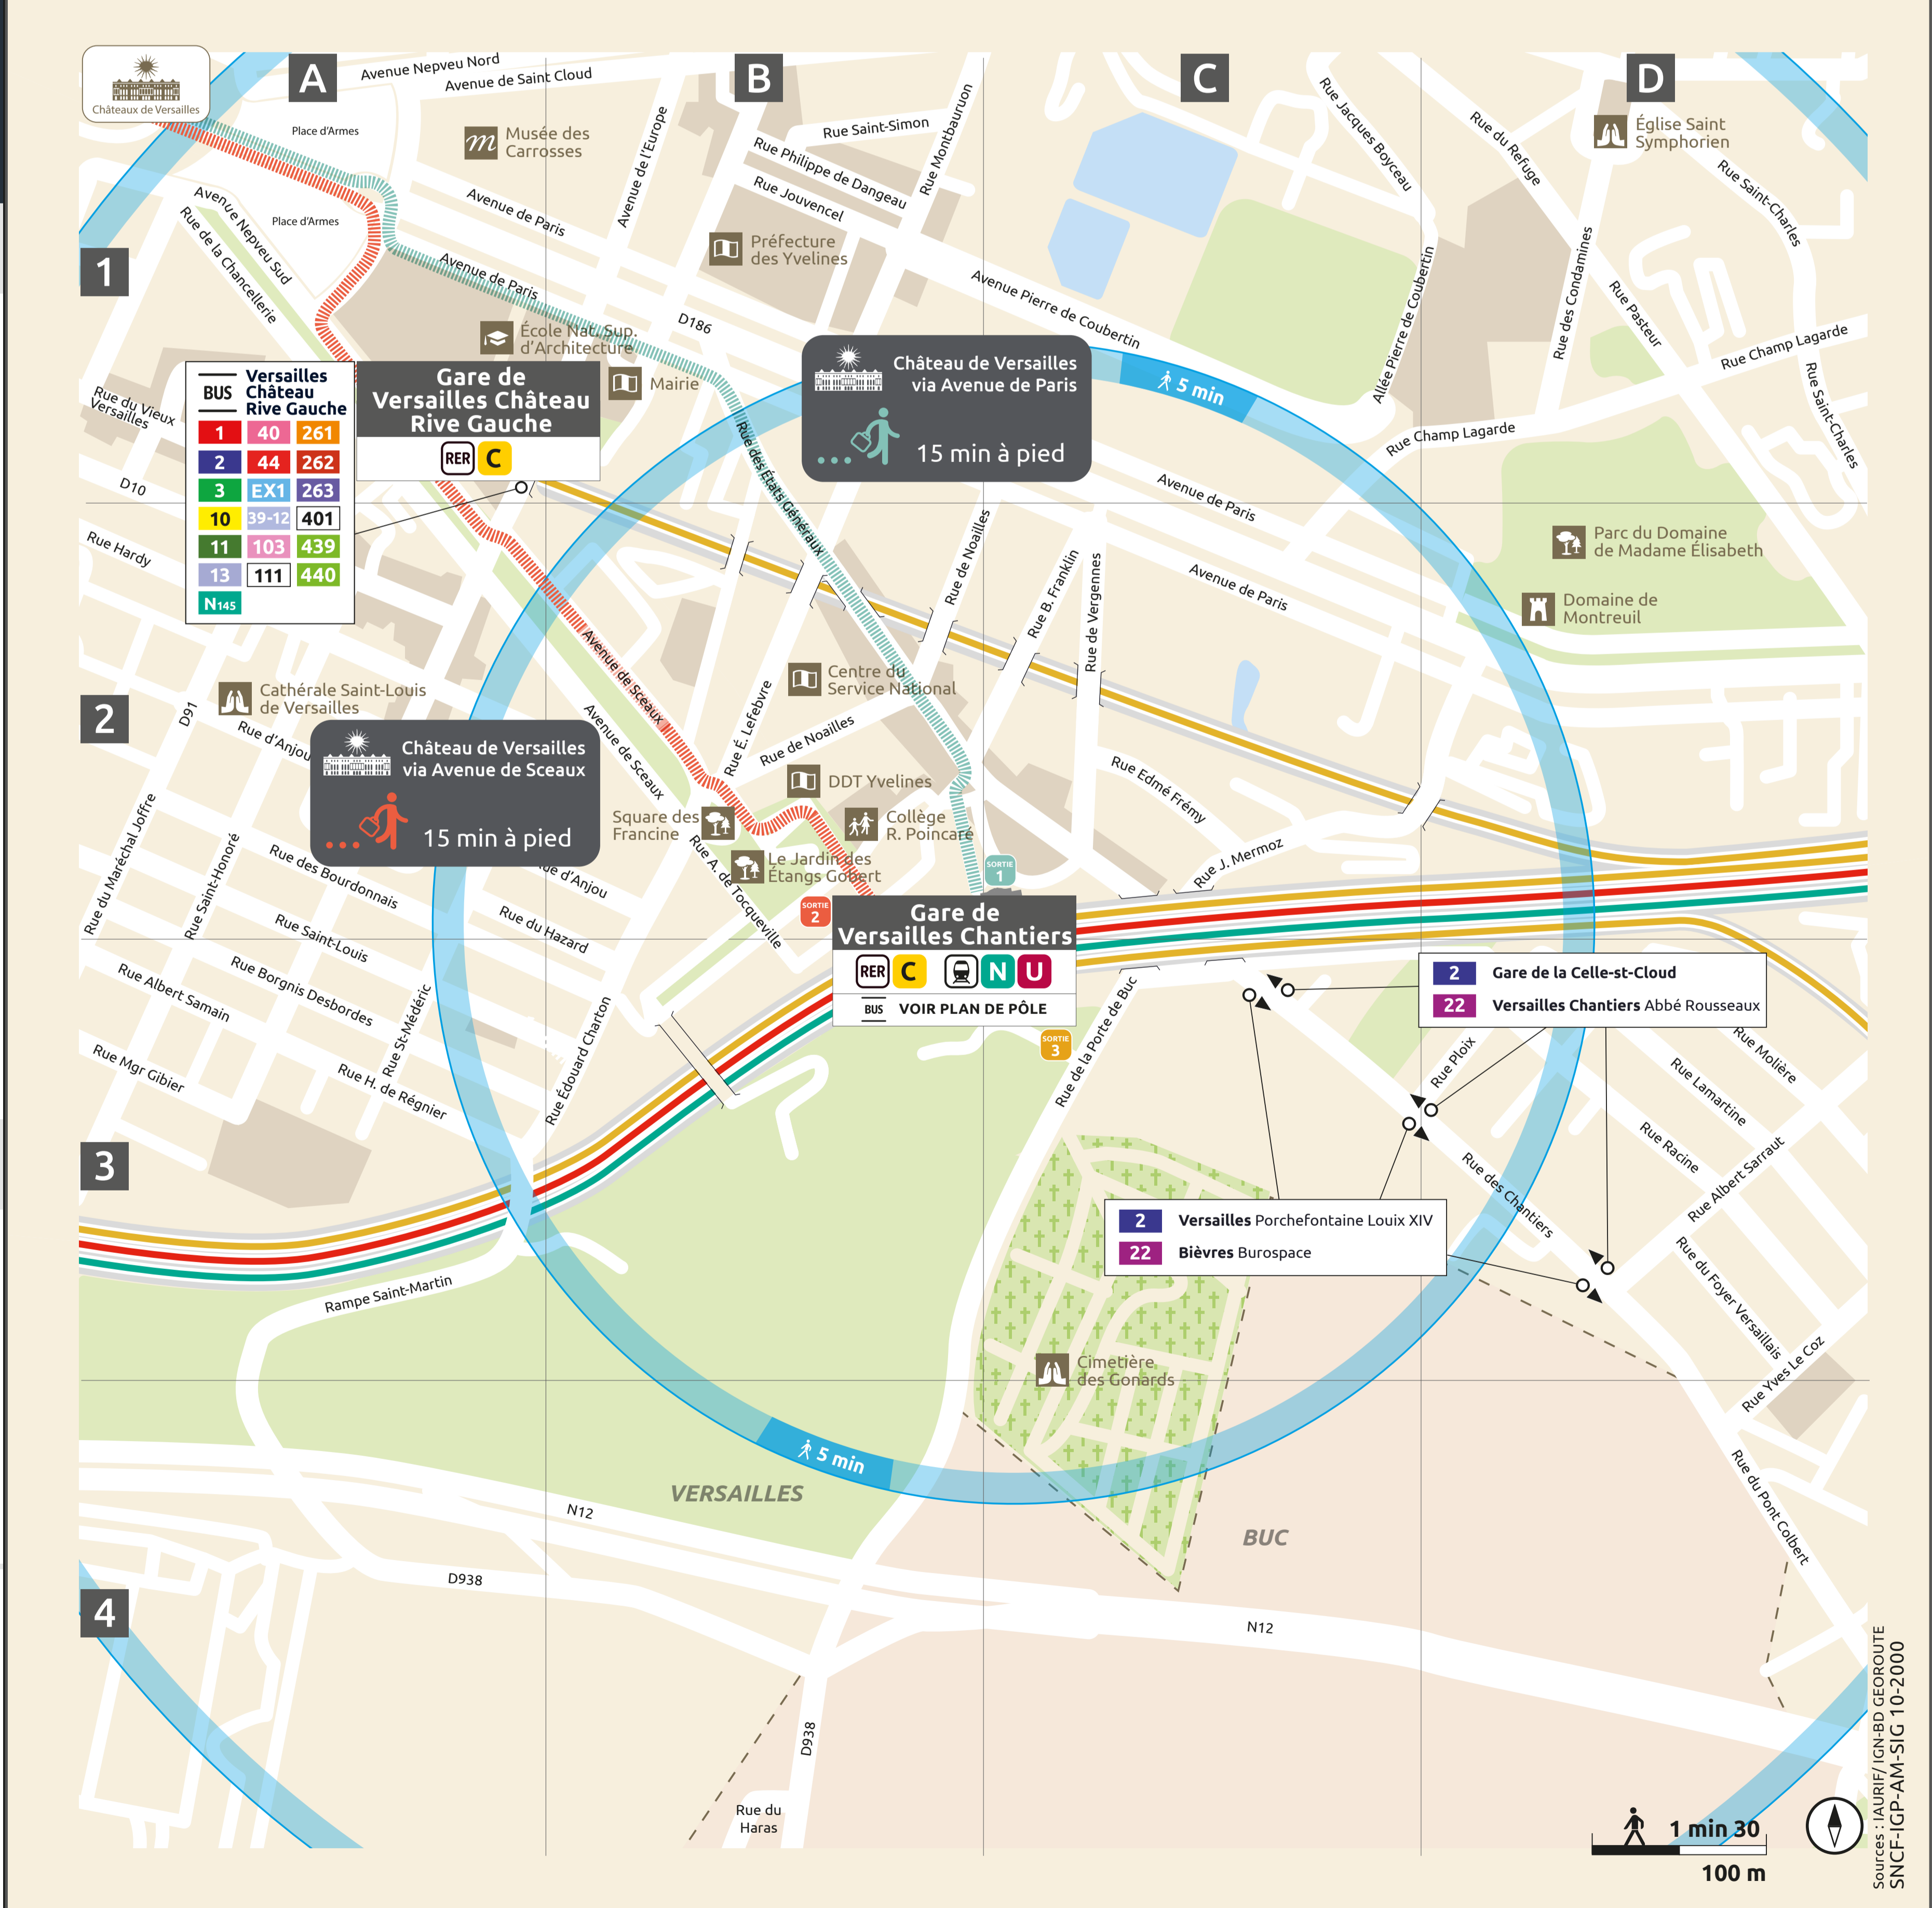 Châteaux de Versailles
A
B
C
D
1
2
3
4
Avenue Nepveu Nord
Avenue de Saint Cloud
Place d'Armes
Musée des
Carrosses
Avenue de l'Europe
Rue Saint-Simon
Rue Philippe de Dangeau
Rue Jouvencel
Rue Montbauron
Rue Jacques Boyceau
Rue du Refuge
Église Saint
Symphorien
Rue Saint-Charles
Avenue Nepveu Sud
Rue de la Chancellerie
Place d'Armes
Avenue de Paris
Avenue de Paris
Préfecture
des Yvelines
Avenue Pierre de Coubertin
Allée Pierre de Coubertin
Rue des Condamines
Rue Pasteur
Rue Champ Lagarde
Rue Saint-Charles
D186
École Nat. Sup.
d'Architecture
Mairie
Rue du Vieux
Versailles
BUS
Versailles
Château
Rive Gauche
1 40 261
2 44 262
3 EX1 263
10 39-12 401
11 103 439
13 111 440
N145
Gare de
Versailles Château
Rive Gauche
RER C
Château de Versailles
via Avenue de Paris
15 min à pied
5 min
Rue Champ Lagarde
D10
Rue Hardy
Rue des États Généraux
Avenue de Paris
Avenue de Paris
Rue de Noailles
Rue B. Franklin
Rue de Vergennes
Parc du Domaine
de Madame Élisabeth
Domaine de
Montreuil
Avenue de Sceaux
Centre du
Service National
Cathérale Saint-Louis
de Versailles
D91
Rue d'Anjou
Château de Versailles
via Avenue de Sceaux
15 min à pied
Avenue de Sceaux
Rue É. Lefebvre
Rue de Noailles
DDT Yvelines
Rue Edmé Frémy
Square des
Francine
Collège
R. Poincaré
Le Jardin des
Étangs Gobert
Rue A. de Tocqueville
Rue J. Mermoz
SORTIE
1
SORTIE
2
Rue du Maréchal Joffre
Rue Saint-Honoré
Rue des Bourdonnais
Rue d'Anjou
Rue du Hazard
Rue Saint-Louis
Gare de
Versailles Chantiers
RER C N U
BUS VOIR PLAN DE PÔLE
SORTIE
3
Rue Albert Samain
Rue Borgnis Desbordes
Rue St-Médéric
Rue Mgr Gibier
Rue H. de Régnier
Rue Édouard Charton
Rue de la Porte de Buc
2 Gare de la Celle-st-Cloud
22 Versailles Chantiers Abbé Rousseaux
Rue Ploix
Rue Molière
Rue Lamartine
Rue Racine
Rue Albert Sarraut
Rue des Chantiers
2 Versailles Porchefontaine Louix XIV
22 Bièvres Burospace
Rue du Foyer Versaillais
Rue Yves Le Coz
Rampe Saint-Martin
Cimetière
des Gonards
5 min
VERSAILLES
BUC
Rue du Pont Colbert
N12
D938
N12
D938
Rue du
Haras
1 min 30
100 m
Sources : IAURIF/ IGN-BD GEOROUTE
SNCF-IGP-AM-SIG 10-2000